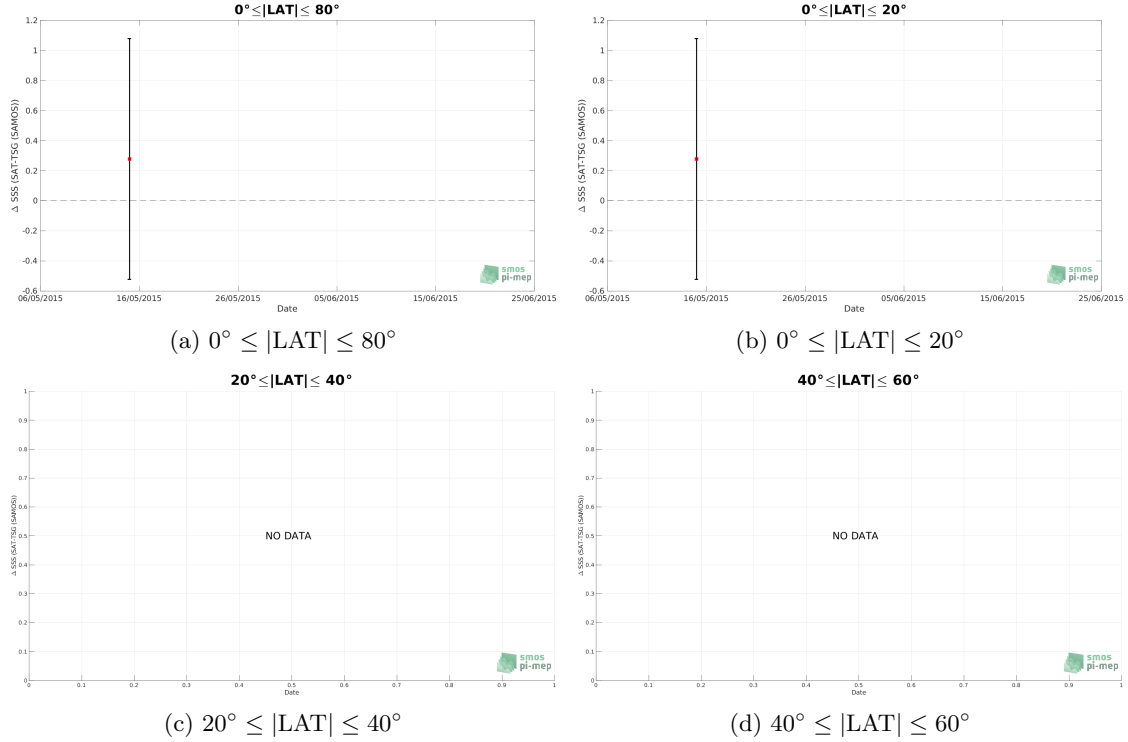 0°≤|LAT|≤ 80°
Δ SSS (SAT-TSG (SAMOS))
1.2
1
0.8
0.6
0.4
0.2
0
-0.2
-0.4
-0.6
06/05/2015 16/05/2015 26/05/2015 05/06/2015 15/06/2015 25/06/2015
Date
smos
pi-mep
(a) 0° ≤ |LAT| ≤ 80°
0°≤|LAT|≤ 20°
Δ SSS (SAT-TSG (SAMOS))
1.2
1
0.8
0.6
0.4
0.2
0
-0.2
-0.4
-0.6
06/05/2015 16/05/2015 26/05/2015 05/06/2015 15/06/2015 25/06/2015
Date
smos
pi-mep
(b) 0° ≤ |LAT| ≤ 20°
20°≤|LAT|≤ 40°
Δ SSS (SAT-TSG (SAMOS))
1
0.9
0.8
0.7
0.6
0.5
0.4
0.3
0.2
0.1
0
NO DATA
0 0.1 0.2 0.3 0.4 0.5 0.6 0.7 0.8 0.9 1
Date
smos
pi-mep
(c) 20° ≤ |LAT| ≤ 40°
40°≤|LAT|≤ 60°
Δ SSS (SAT-TSG (SAMOS))
1
0.9
0.8
0.7
0.6
0.5
0.4
0.3
0.2
0.1
0
NO DATA
0 0.1 0.2 0.3 0.4 0.5 0.6 0.7 0.8 0.9 1
Date
smos
pi-mep
(d) 40° ≤ |LAT| ≤ 60°